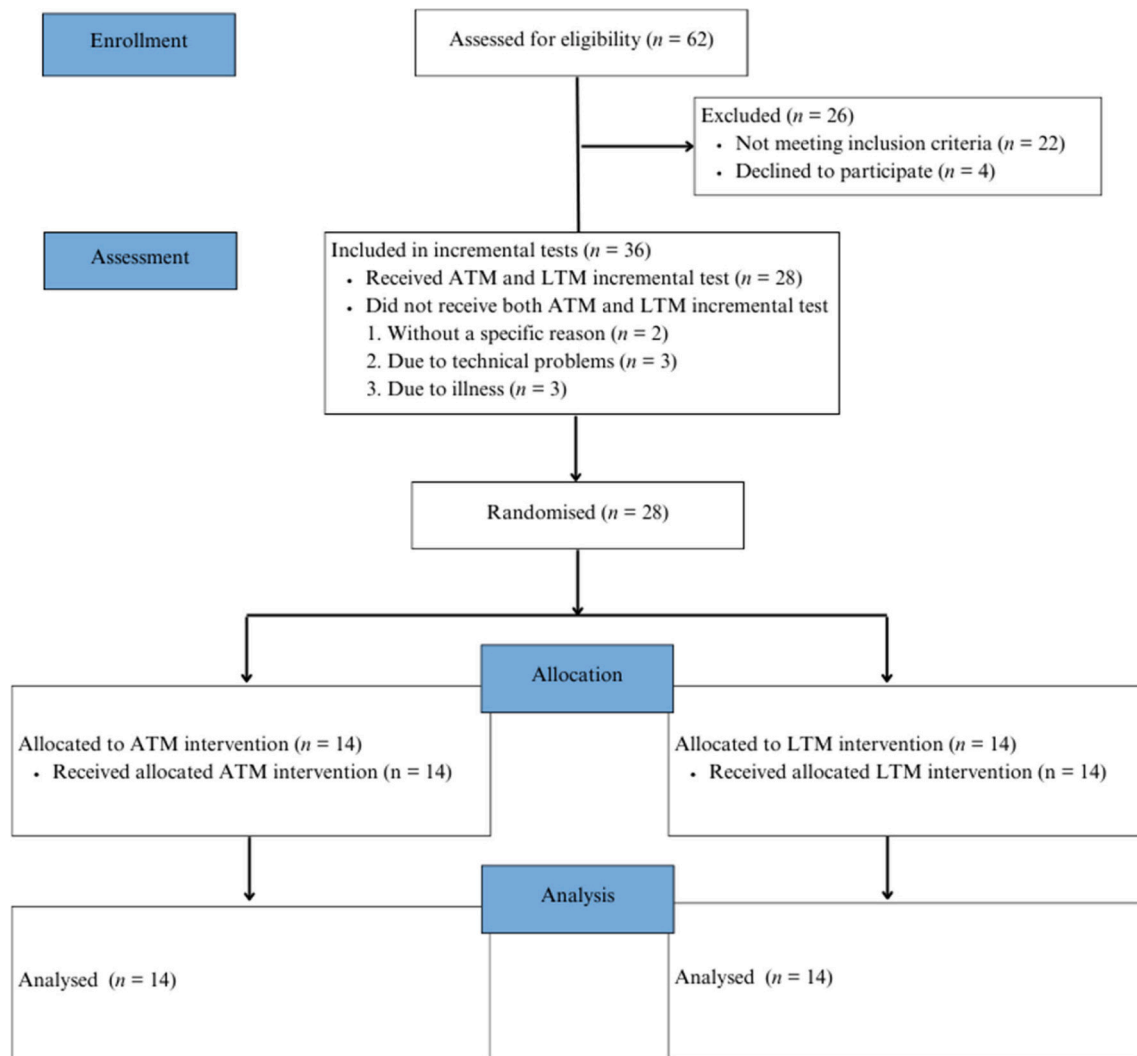 Enrollment
Assessed for eligibility (n = 62)
Excluded (n = 26)
• Not meeting inclusion criteria (n = 22)
• Declined to participate (n = 4)
Assessment
Included in incremental tests (n = 36)
• Received ATM and LTM incremental test (n = 28)
• Did not receive both ATM and LTM incremental test
1. Without a specific reason (n = 2)
2. Due to technical problems (n = 3)
3. Due to illness (n = 3)
Randomised (n = 28)
Allocation
Allocated to ATM intervention (n = 14)
• Received allocated ATM intervention (n = 14)
Allocated to LTM intervention (n = 14)
• Received allocated LTM intervention (n = 14)
Analysis
Analysed (n = 14)
Analysed (n = 14)